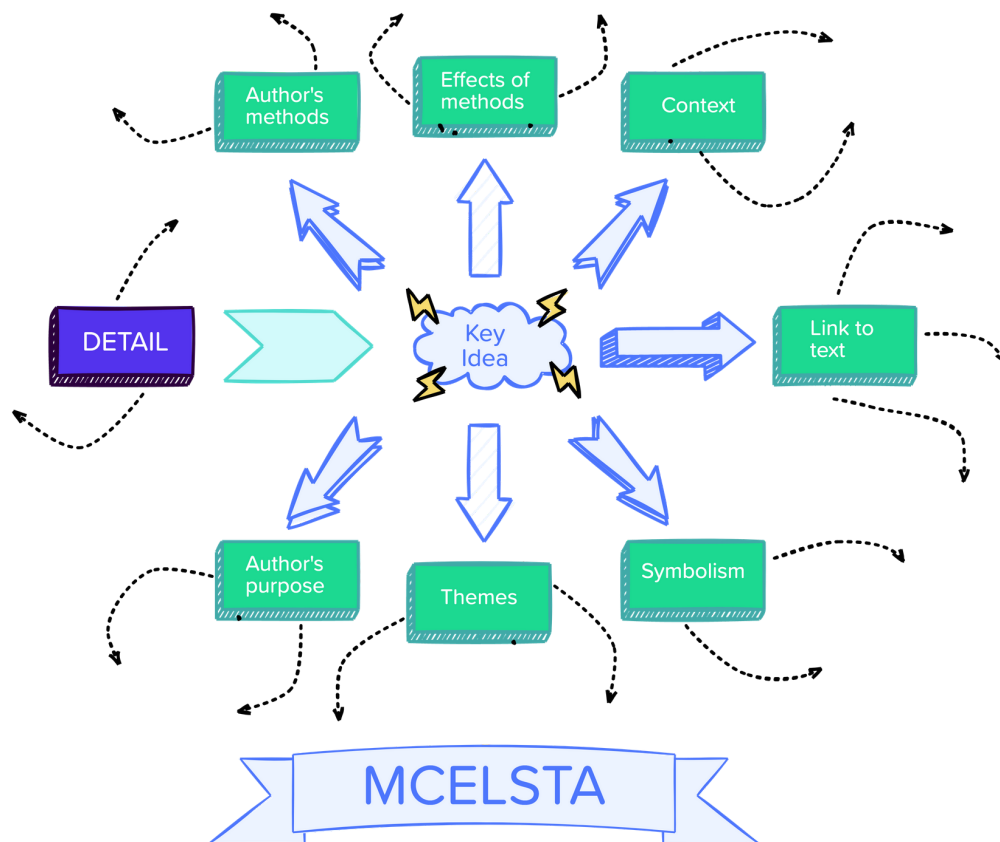 Author's
methods
Effects of
methods
Context
DETAIL
Key
Idea
Link to
text
Author's
purpose
Themes
Symbolism
MCELSTA